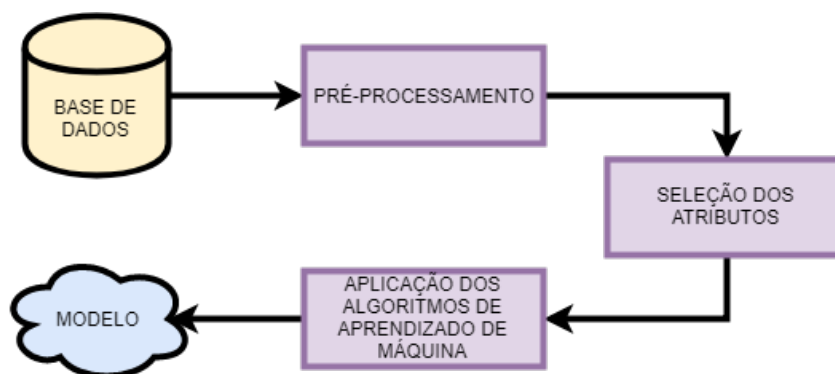 BASE DE
DADOS
PRÉ-PROCESSAMENTO
SELEÇÃO DOS
ATRIBUTOS
APLICAÇÃO DOS
ALGORITMOS DE
APRENDIZADO DE
MÁQUINA
MODELO